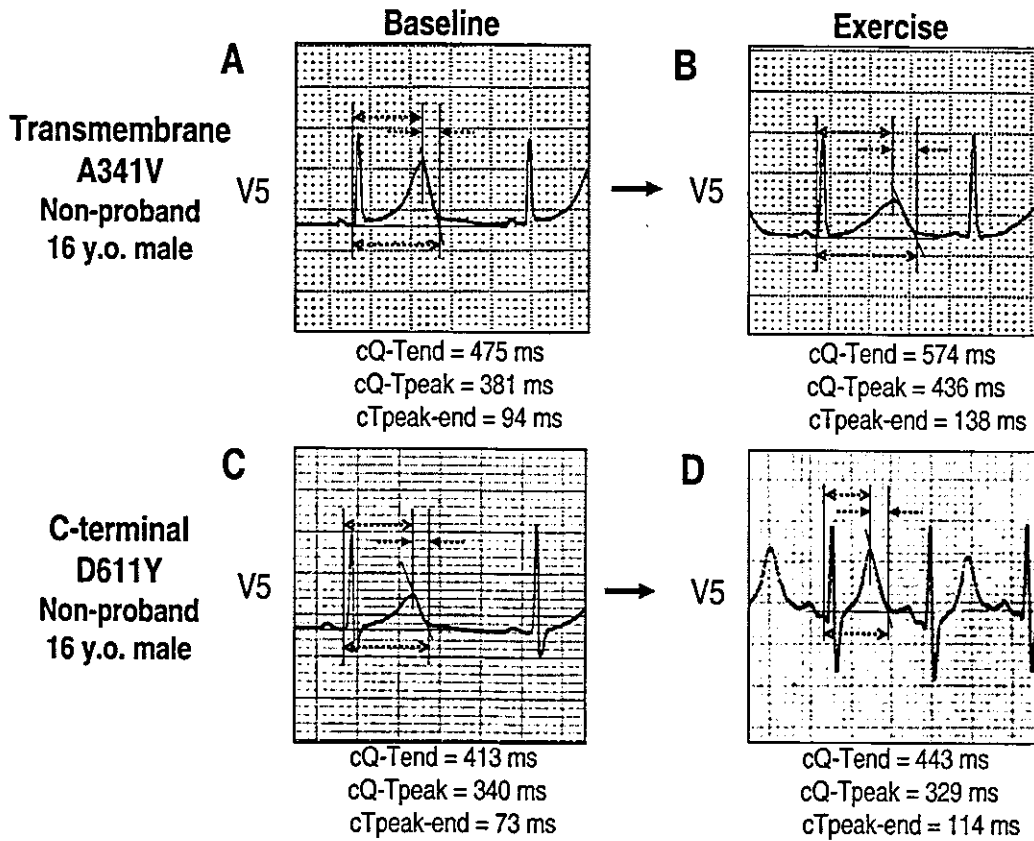 Baseline
Exercise
A
B
Transmembrane
A341V
Non-proband
16 y.o. male
V5
V5
cQ-Tend = 475 ms
cQ-Tpeak = 381 ms
cTpeak-end = 94 ms
cQ-Tend = 574 ms
cQ-Tpeak = 436 ms
cTpeak-end = 138 ms
C
D
C-terminal
D611Y
Non-proband
16 y.o. male
V5
V5
cQ-Tend = 413 ms
cQ-Tpeak = 340 ms
cTpeak-end = 73 ms
cQ-Tend = 443 ms
cQ-Tpeak = 329 ms
cTpeak-end = 114 ms